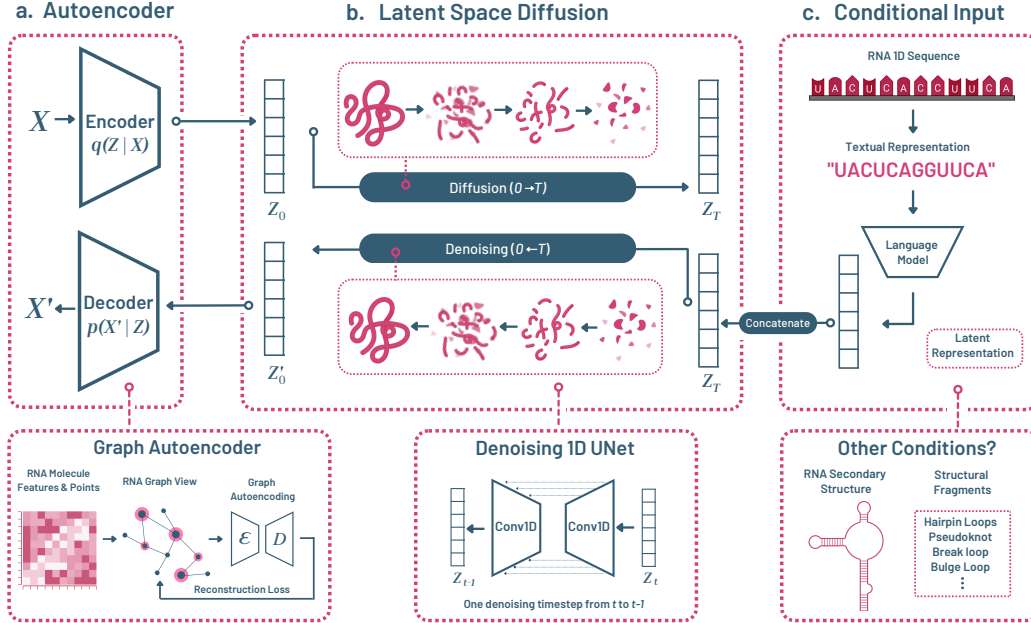 a. Autoencoder
b. Latent Space Diffusion
c. Conditional Input
X
Encoder
q(Z | X)
Z0
Diffusion (0→T)
ZT
X'
Decoder
p(X' | Z)
Z'0
Denoising (0←T)
ZT
Concatenate
RNA 1D Sequence
U A C U C A C C U U C A
Textual Representation
"UACUCAGGUUCA"
Language
Model
Latent
Representation
Graph Autoencoder
RNA Molecule
Features & Points
RNA Graph View
Graph
Autoencoding
ℰ
D
Reconstruction Loss
Denoising 1D UNet
Conv1D
Conv1D
Zt-1
Zt
One denoising timestep from t to t-1
Other Conditions?
RNA Secondary
Structure
Structural
Fragments
Hairpin Loops
Pseudoknot
Break loop
Bulge Loop
⋮